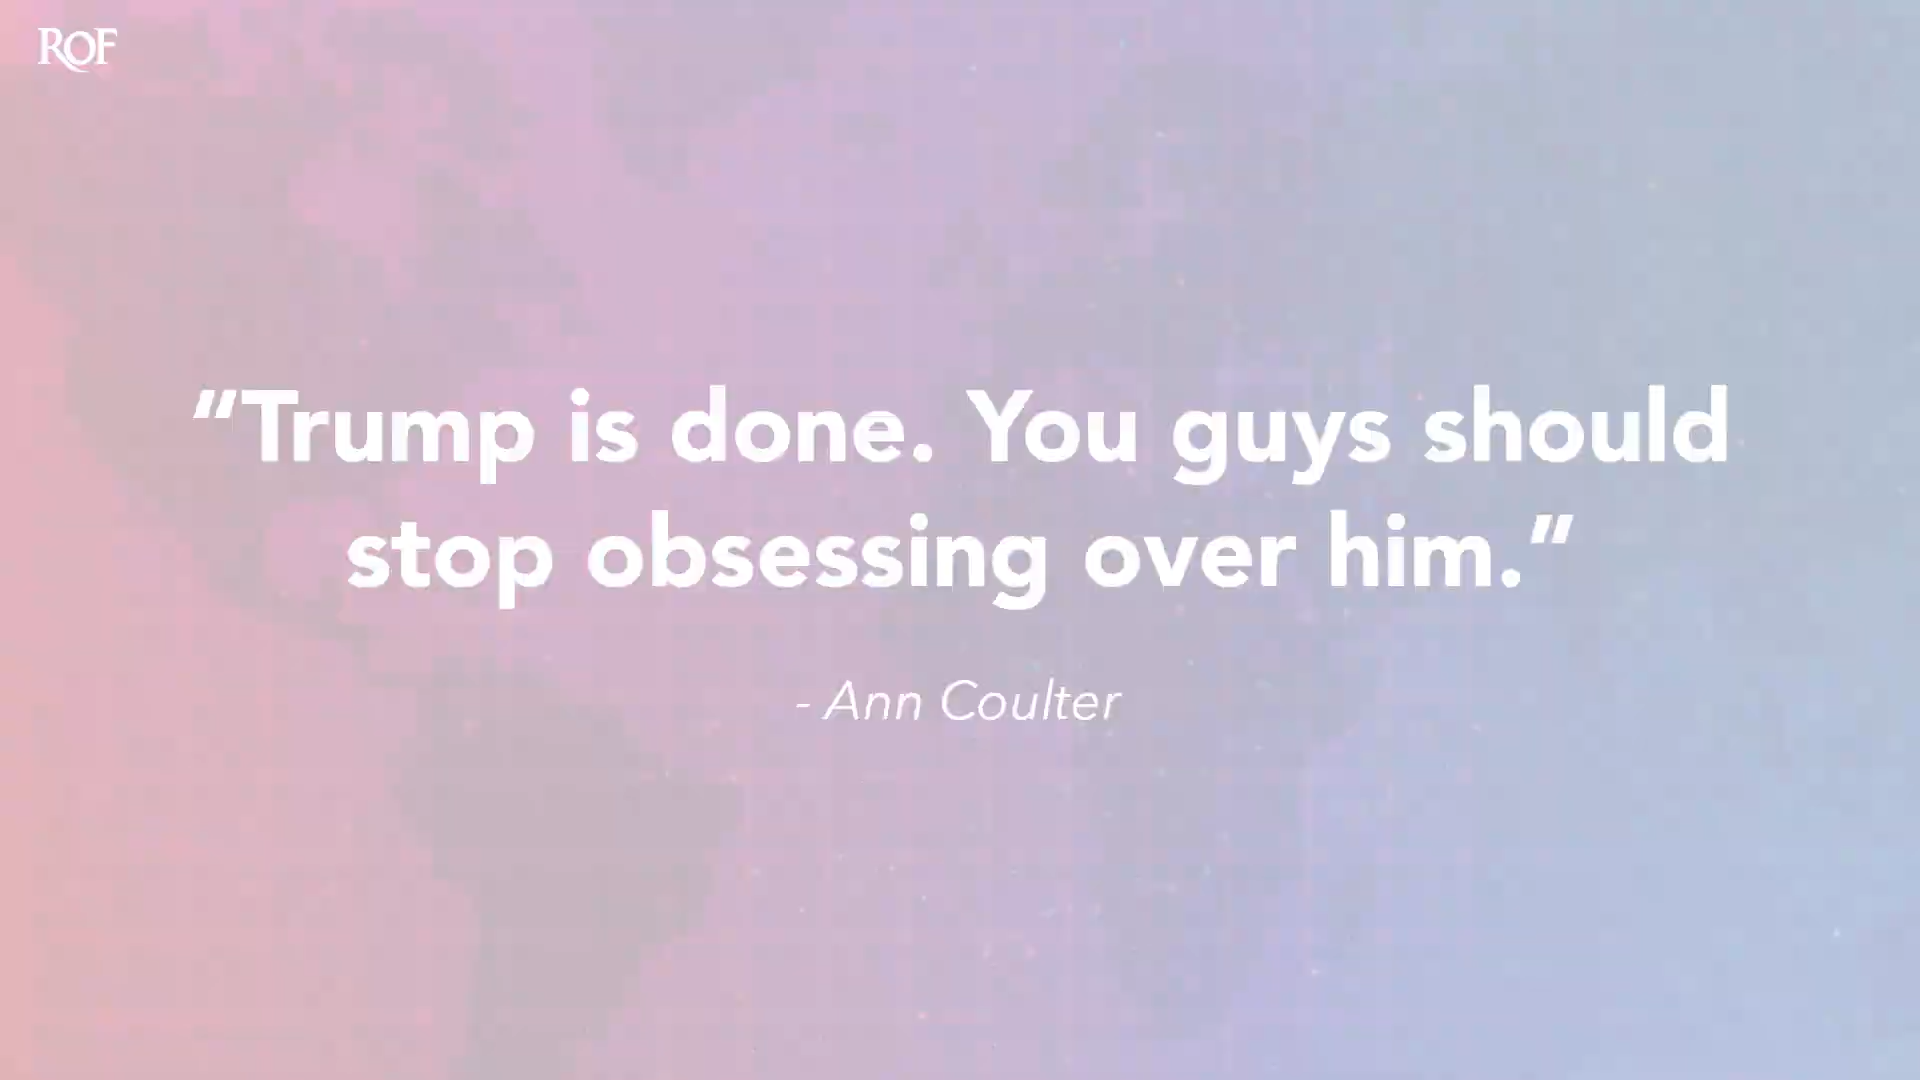 ROF
“Trump is done. You guys should
stop obsessing over him.”
- Ann Coulter